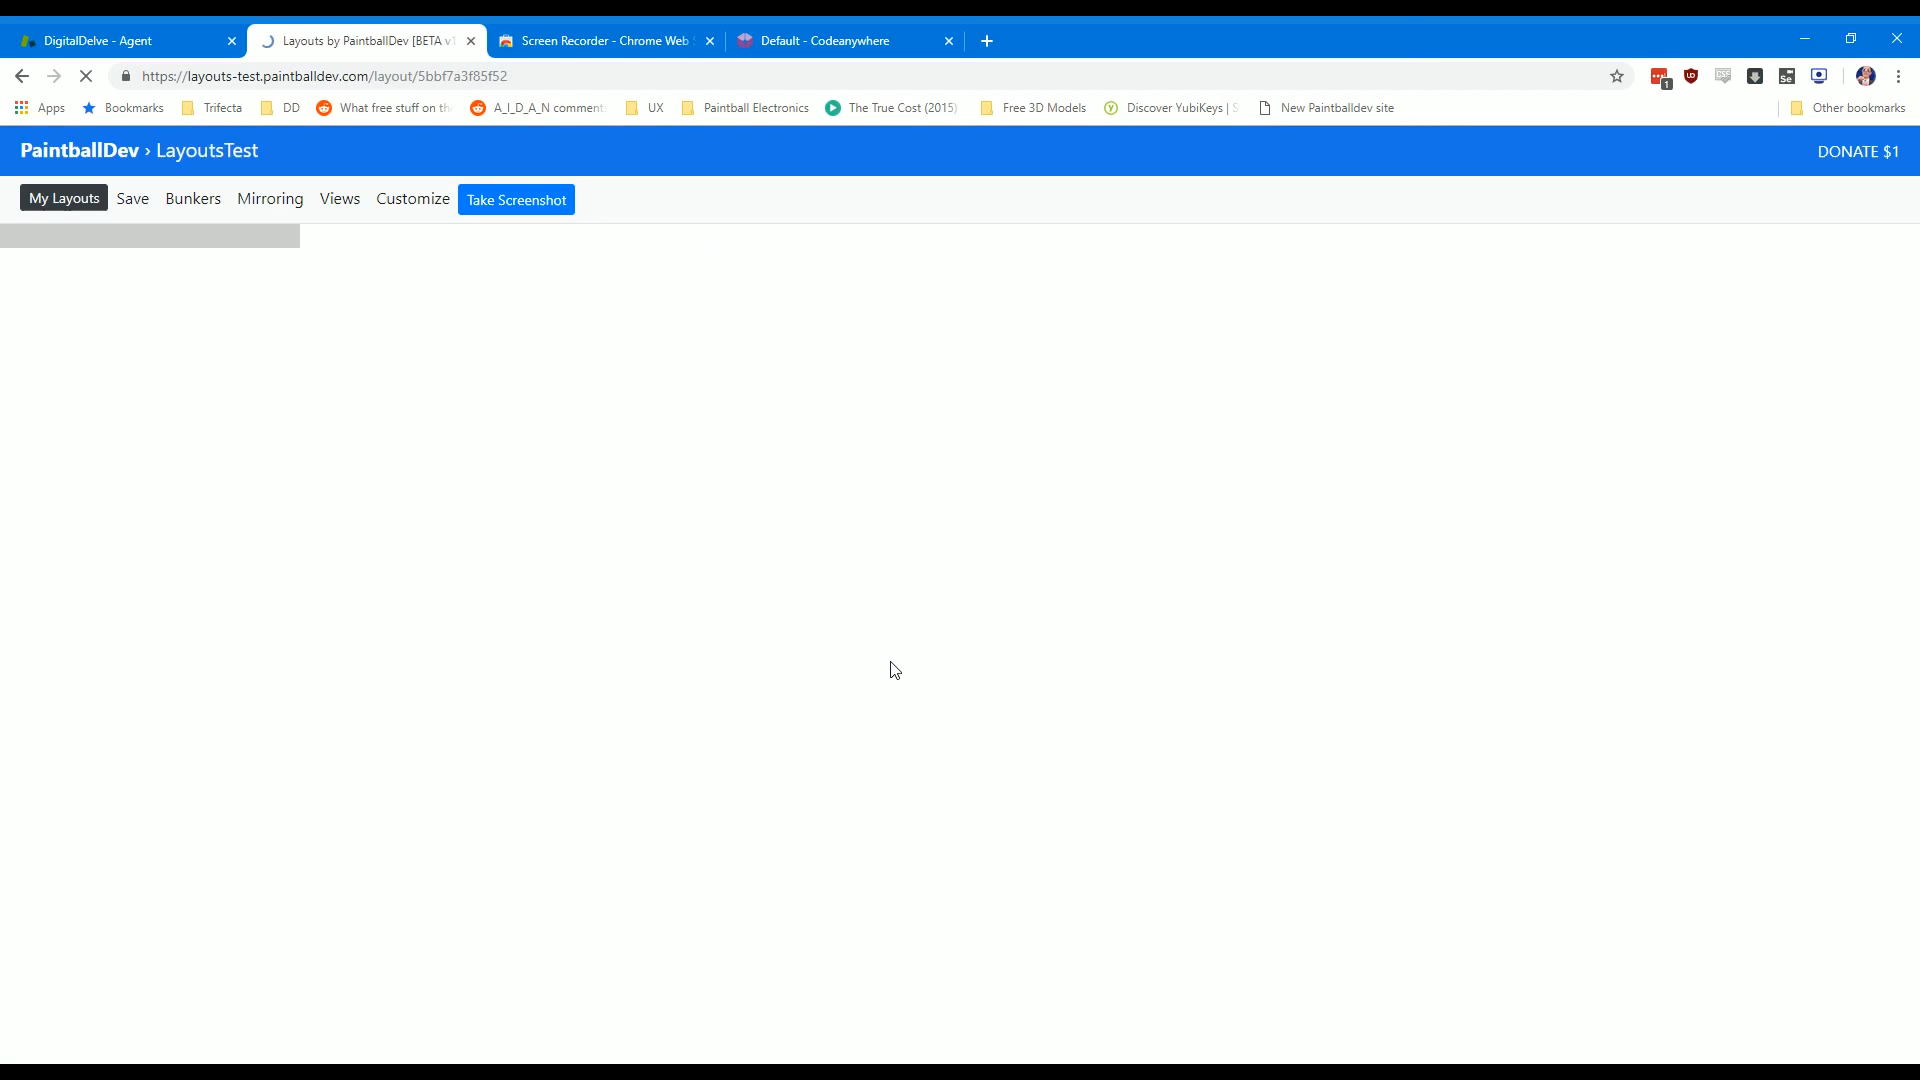 DigitalDelve - Agent
Layouts by PaintballDev [BETA v1
Screen Recorder - Chrome Web
Default - Codeanywhere
https://layouts-test.paintballdev.com/layout/5bbf7a3f85f52
1
Se
Apps Bookmarks Trifecta DD What free stuff on th A_I_D_A_N comment UX Paintball Electronics The True Cost (2015) Free 3D Models Discover YubiKeys | New Paintballdev site Other bookmarks
PaintballDev › LayoutsTest DONATE $1
My Layouts Save Bunkers Mirroring Views Customize Take Screenshot